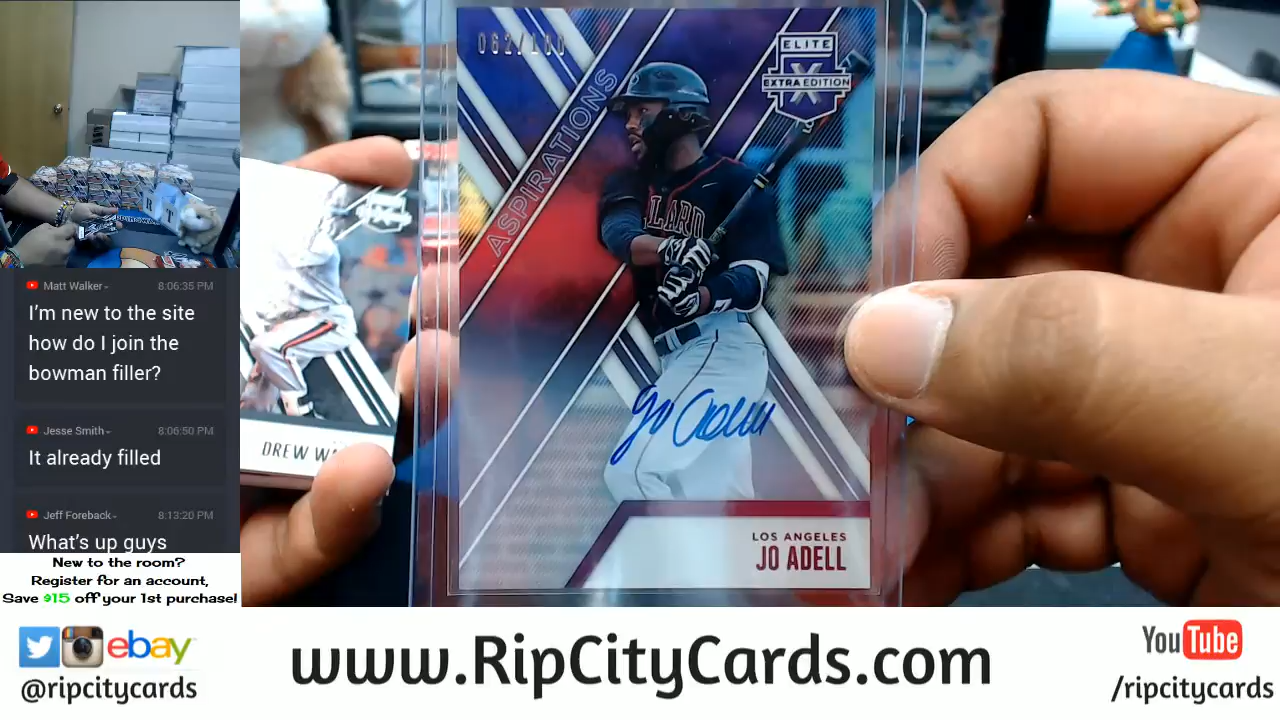 Matt Walker
8:06:35 PM
I'm new to the site
how do I join the
bowman filler?
Jesse Smith
8:06:50 PM
It already filled
Jeff Foreback
8:13:20 PM
What's up guys
New to the room?
Register for an account,
Save $15 off your 1st purchase!
ebay
@ripcitycards
www.RipCityCards.com
YouTube
/ripcitycards
062/100
ASPIRATIONS
ELITE
X
EXTRA EDITION
LOS ANGELES
JO ADELL
Jo Adell
DREW